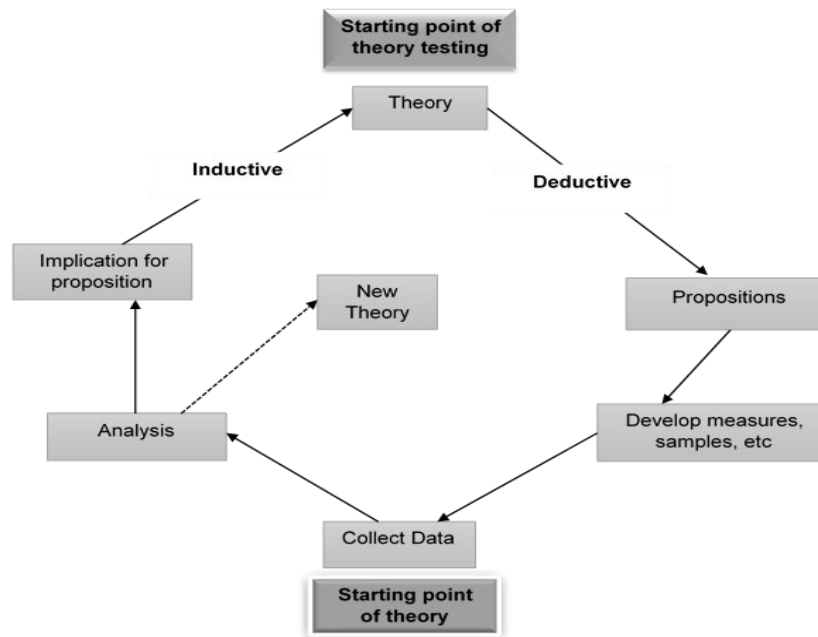 Starting point of
theory testing
Theory
Inductive
Deductive
Implication for
proposition
New
Theory
Propositions
Analysis
Develop measures,
samples, etc
Collect Data
Starting point
of theory